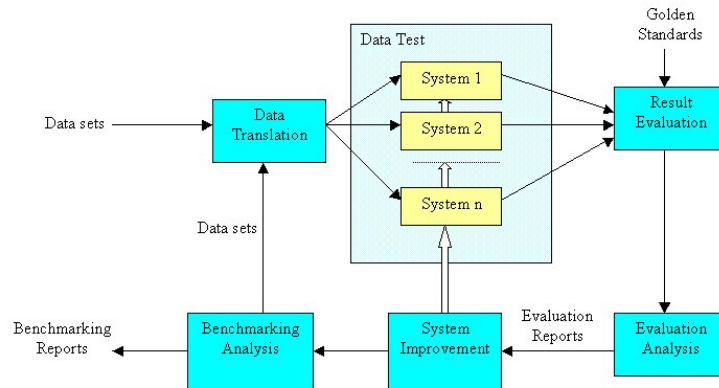 Golden
Standards
Data Test
System 1
Data
Translation
Data sets
System 2
Result
Evaluation
System n
Data sets
Benchmarking
Reports
Benchmarking
Analysis
System
Improvement
Evaluation
Reports
Evaluation
Analysis